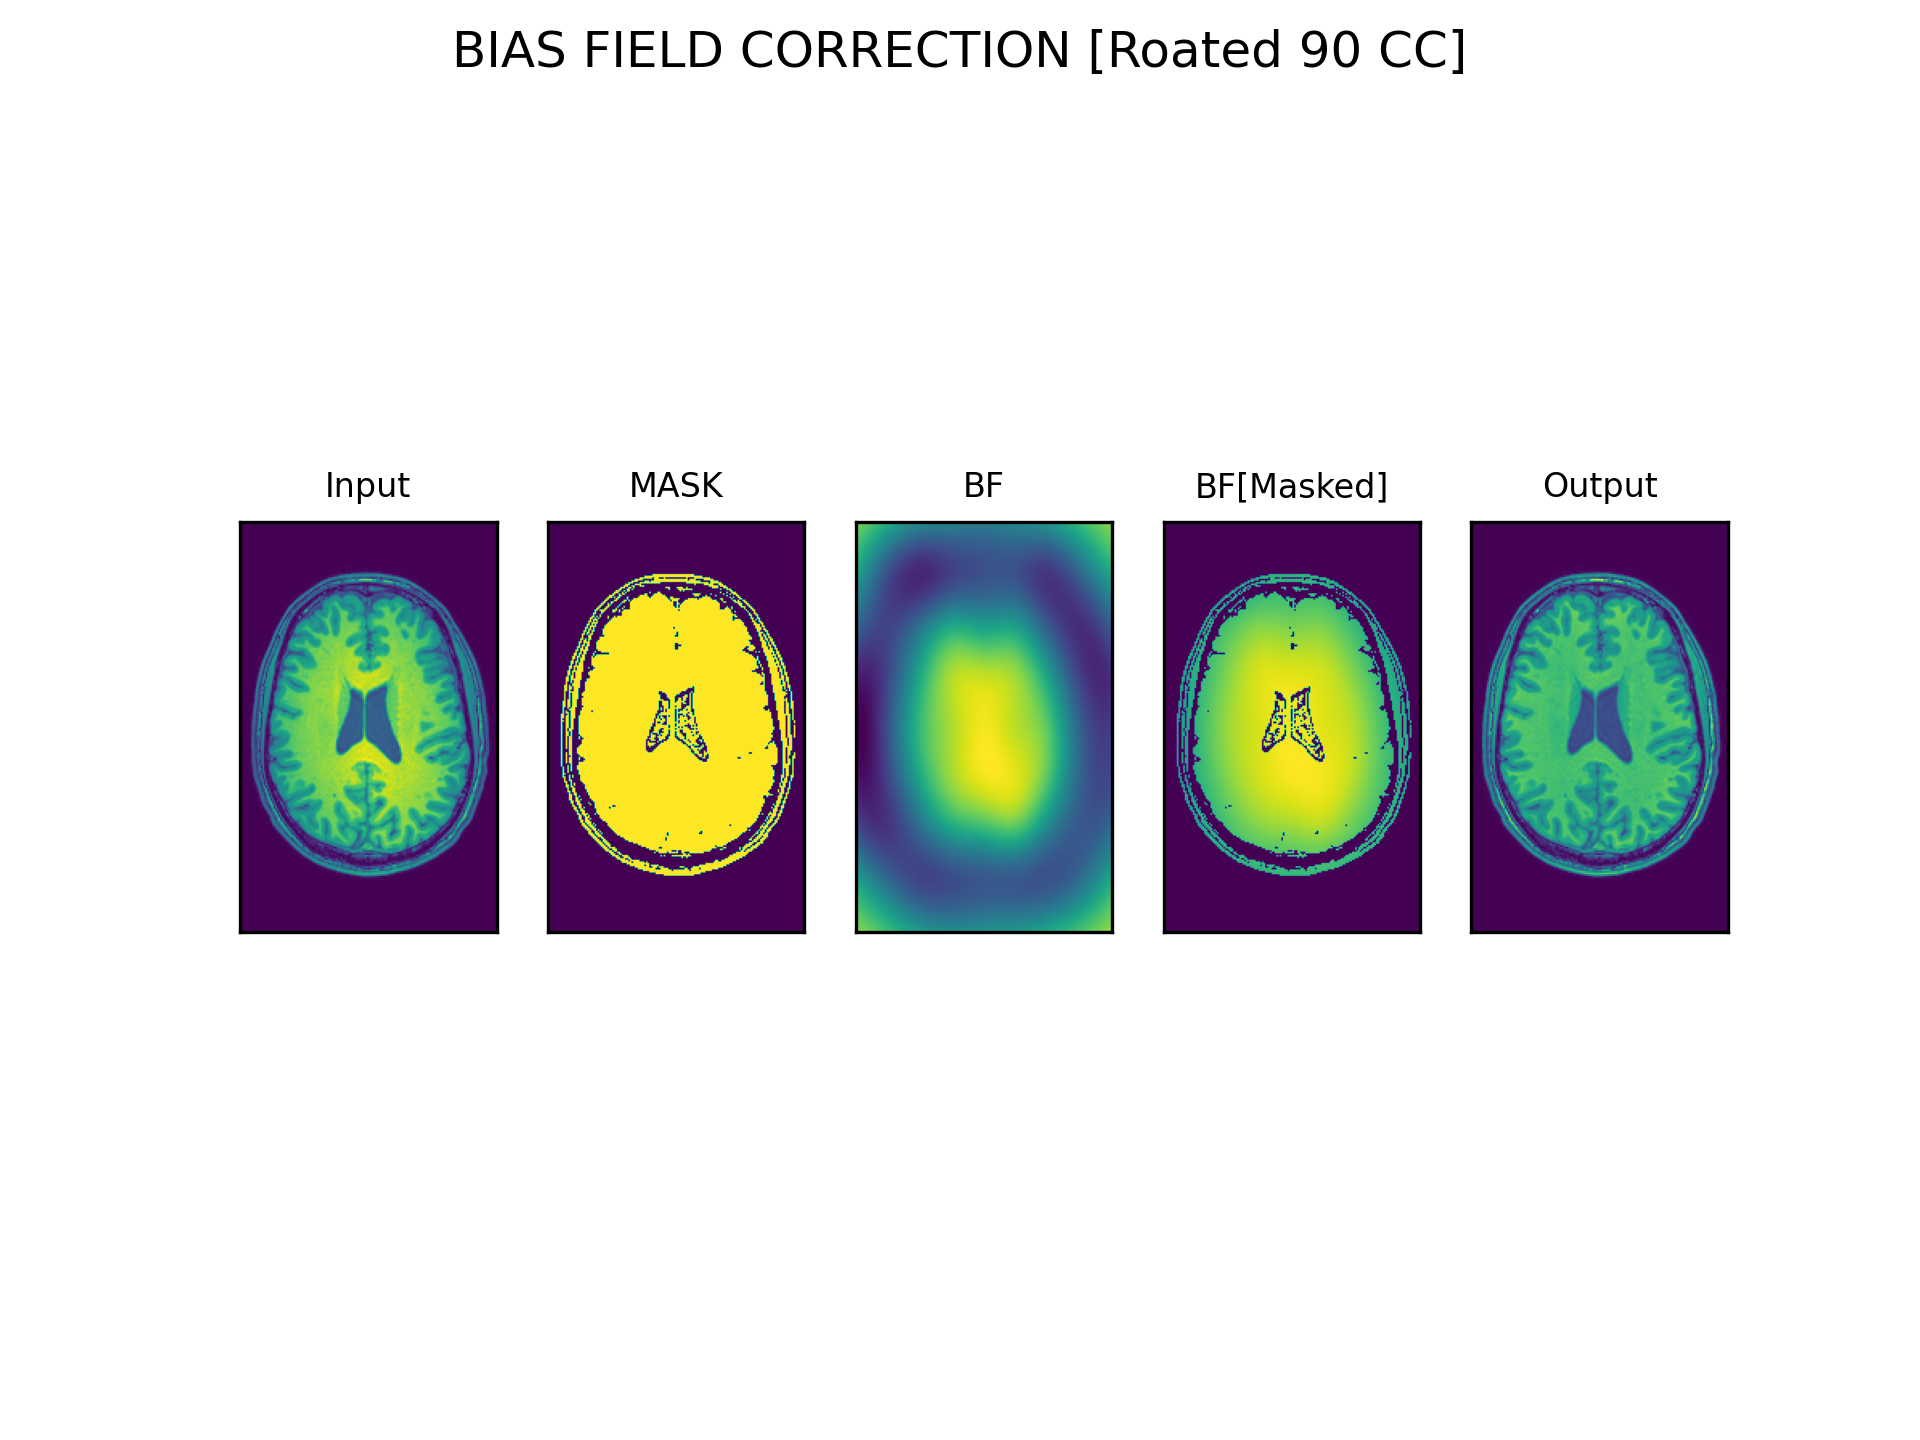 BIAS FIELD CORRECTION [Roated 90 CC]
Input
MASK
BF
BF[Masked]
Output